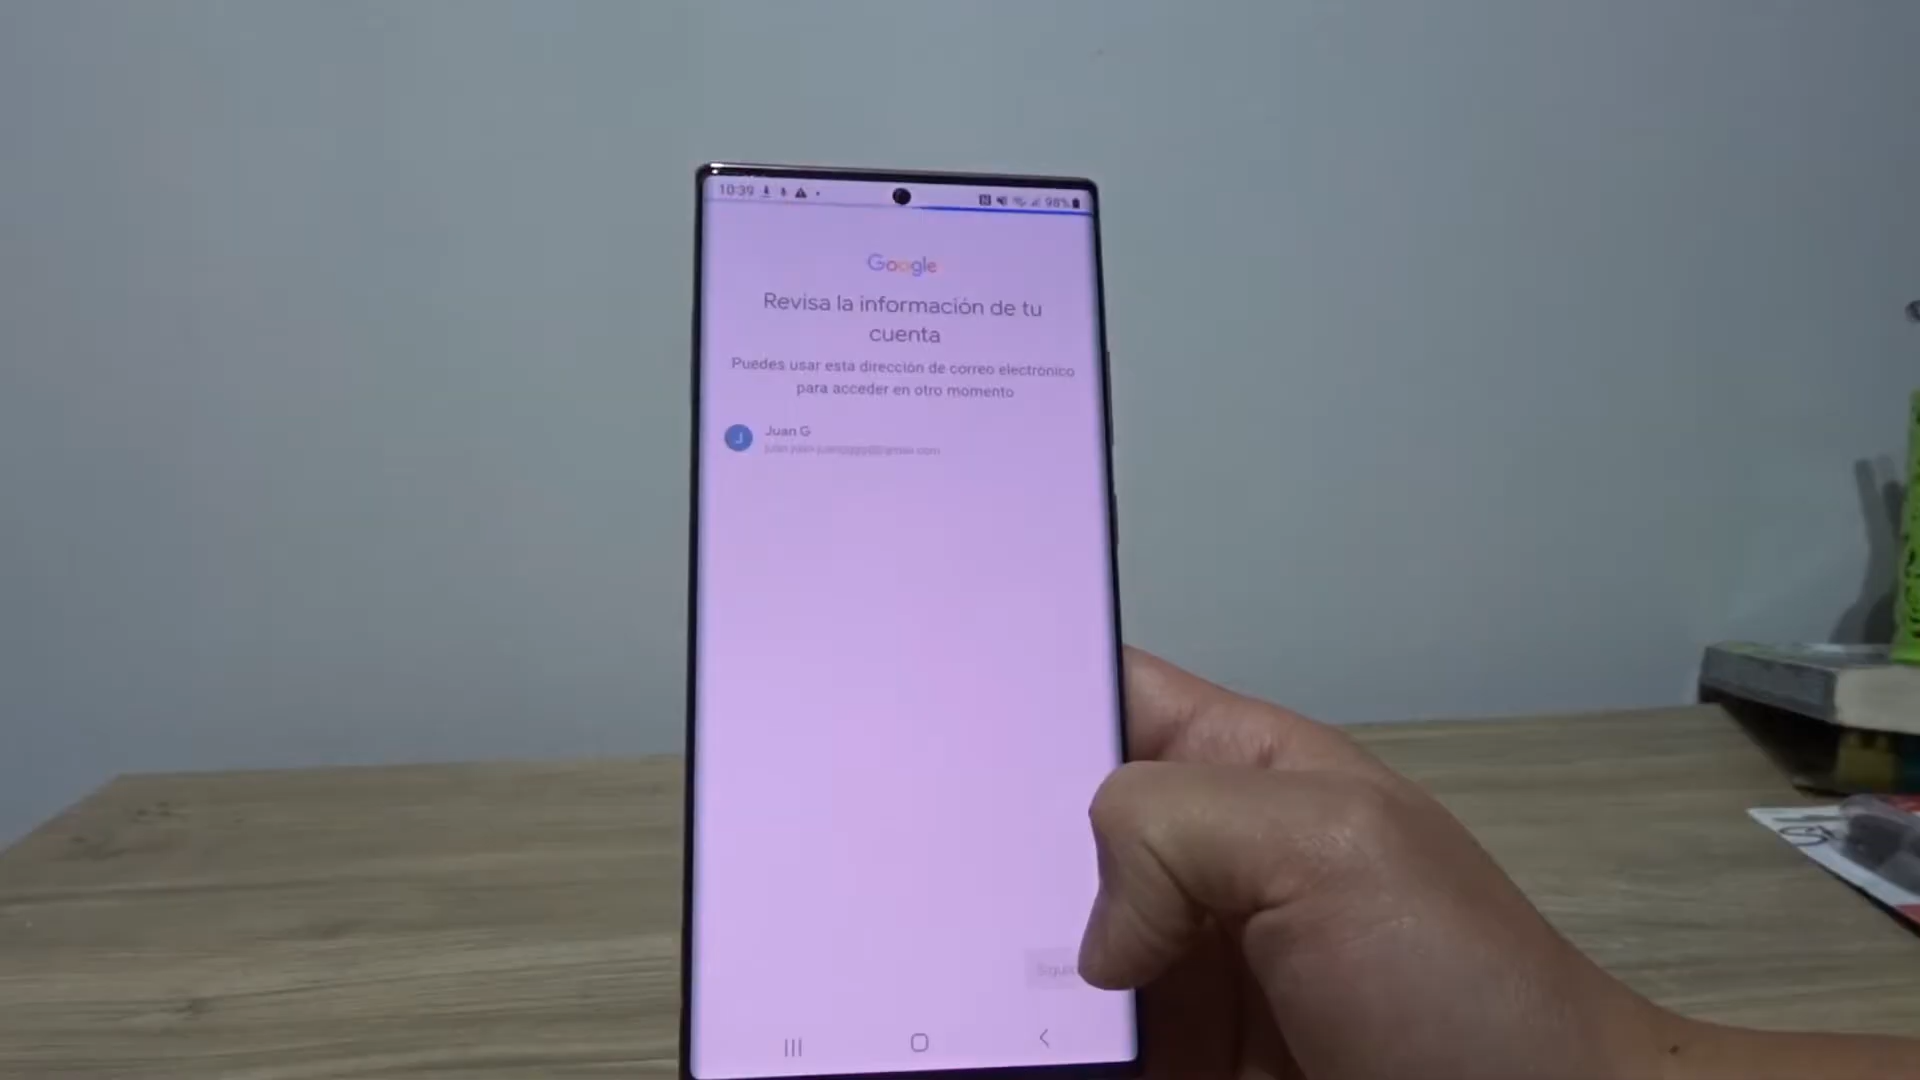 10:39
98%
Google
Revisa la información de tu
cuenta
Puedes usar esta dirección de correo electrónico
para acceder en otro momento
J
Juan G